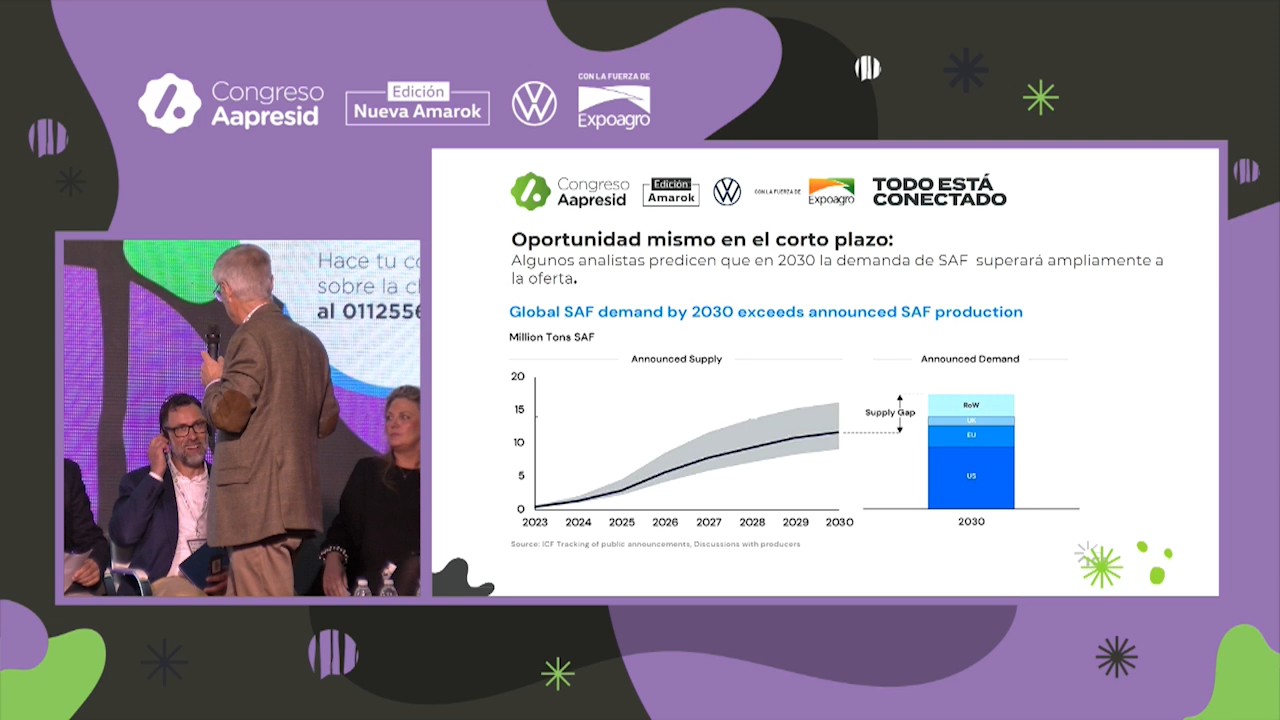 Congreso
Aapresid
Edición
Nueva Amarok
CON LA FUERZA DE
Expoagro
Hace tu co
sobre la c
al 0112556
Congreso
Aapresid
Edición
Amarok
CON LA FUERZA DE
Expoagro
TODO ESTÁ
CONECTADO
Oportunidad mismo en el corto plazo:
Algunos analistas predicen que en 2030 la demanda de SAF superará ampliamente a
la oferta.
Global SAF demand by 2030 exceeds announced SAF production
Million Tons SAF
Announced Supply
Announced Demand
20
15
10
5
0
2023 2024 2025 2026 2027 2028 2029 2030
Supply Gap
RoW
UK
EU
US
2030
Source: ICF Tracking of public announcements, Discussions with producers